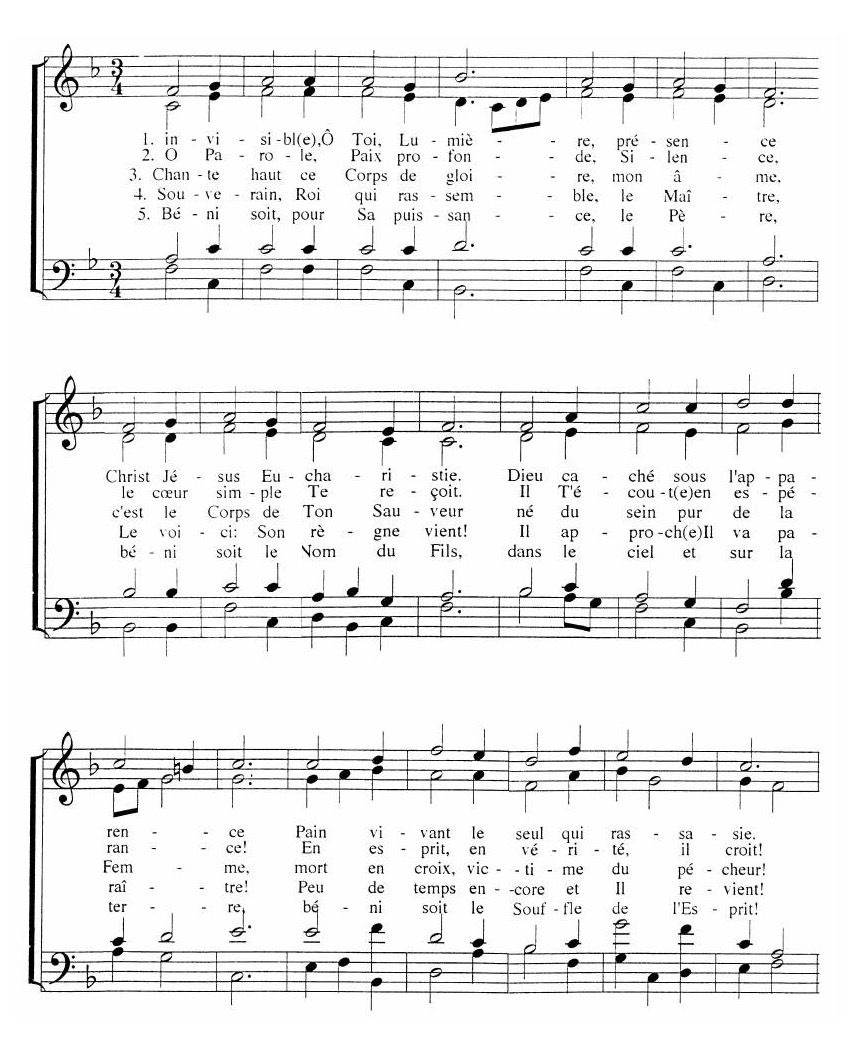 1. in - vi - si-bl(e),Ô Toi, Lu - miè - - re, pré - sen - ce
2. O Pa - ro - le, Paix pro - fon - - de, Si - len - ce,
3. Chan - te haut ce Corps de gloi - - re, mon â - me,
4. Sou - ve - rain, Roi qui ras - sem - - ble, le Maî - tre,
5. Bé - ni soit, pour Sa puis - san - - ce, le Pè - re,
Christ Jé - sus Eu - cha - ri - stie. Dieu ca - ché sous l'ap - pa -
le cœur sim - ple Te re - çoit. Il T'é - cou - t(e)en es - pé -
c'est le Corps de Ton Sau - veur né du sein pur de la
Le voi - ci: Son rè - gne vient! Il ap - pro - ch(e)Il va pa -
bé - ni soit le Nom du Fils, dans le ciel et sur la
ren - - ce Pain vi - vant le seul qui ras - sa - sie.
ran - - ce! En es - prit, en vé - ri - té, il croit!
Fem - - me, mort en croix, vic - ti - me du pé - cheur!
raî - - tre! Peu de temps en - core et Il re - vient!
ter - - re, bé - ni soit le Souf - fle de l'Es - prit!